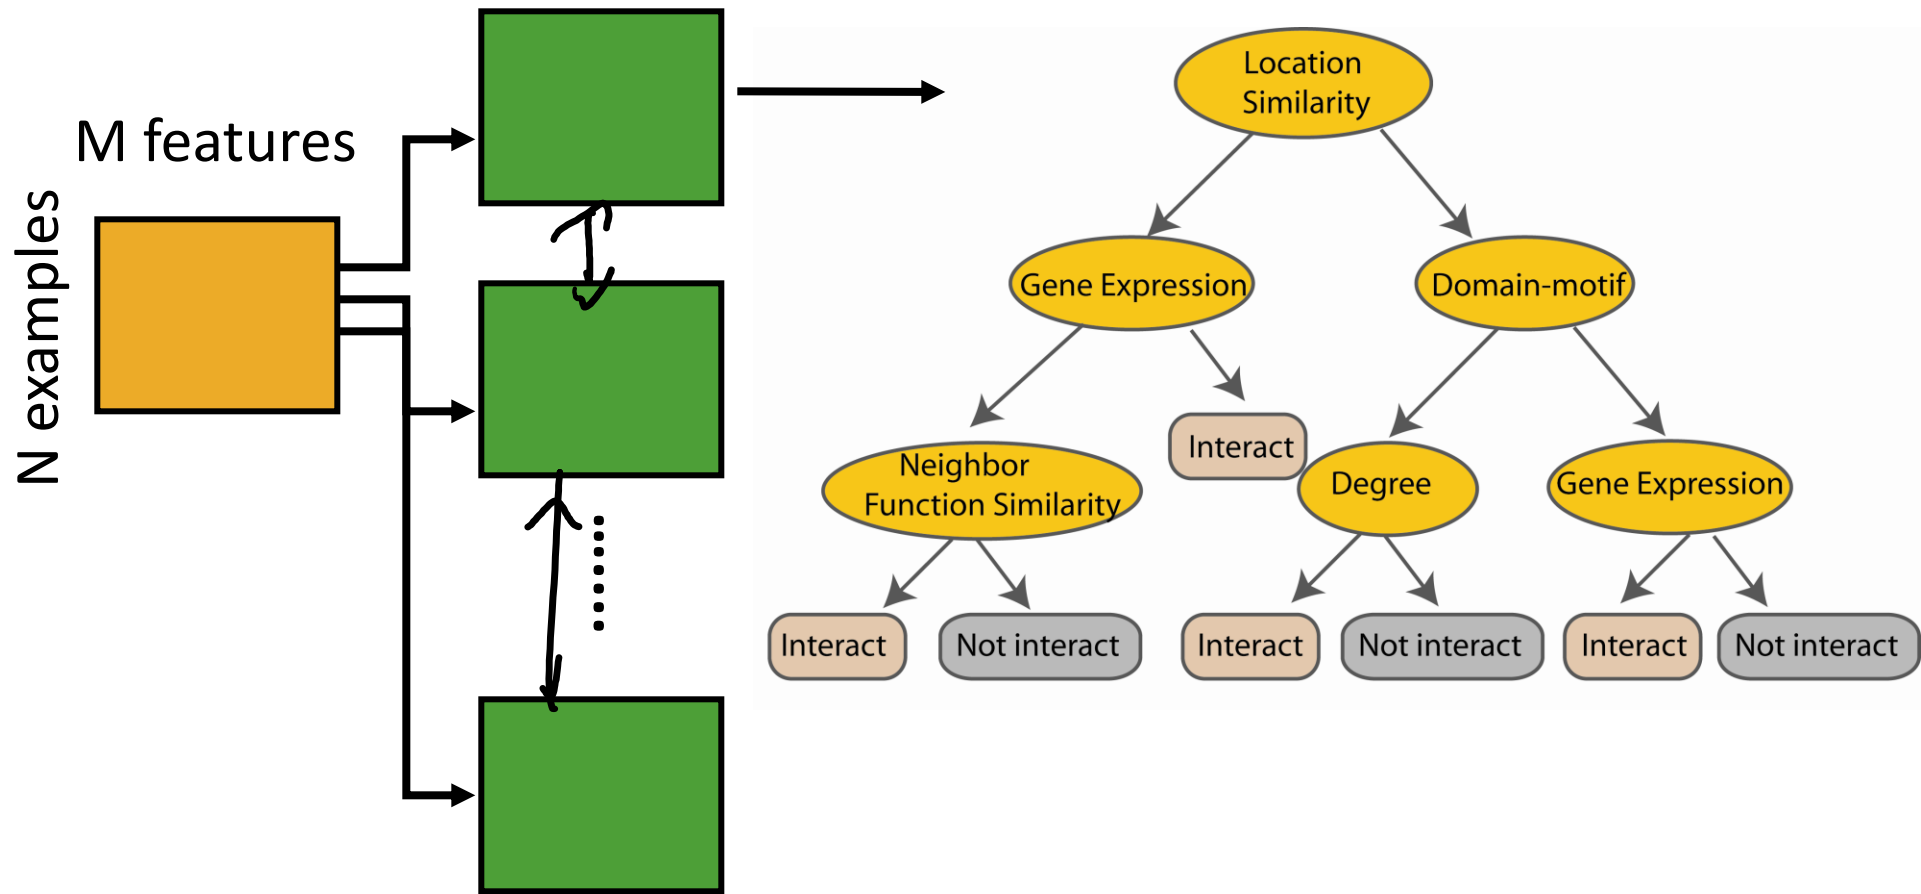 M features
N examples
Location
Similarity
Gene Expression
Domain-motif
Interact
Neighbor
Function Similarity
Degree
Gene Expression
Interact
Not interact
Interact
Not interact
Interact
Not interact